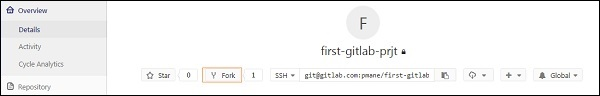 Overview
Details
Activity
Cycle Analytics
Repository
F
first-gitlab-prjt
Star 0 Fork 1 SSH git@gitlab.com:pmane/first-gitlab Global